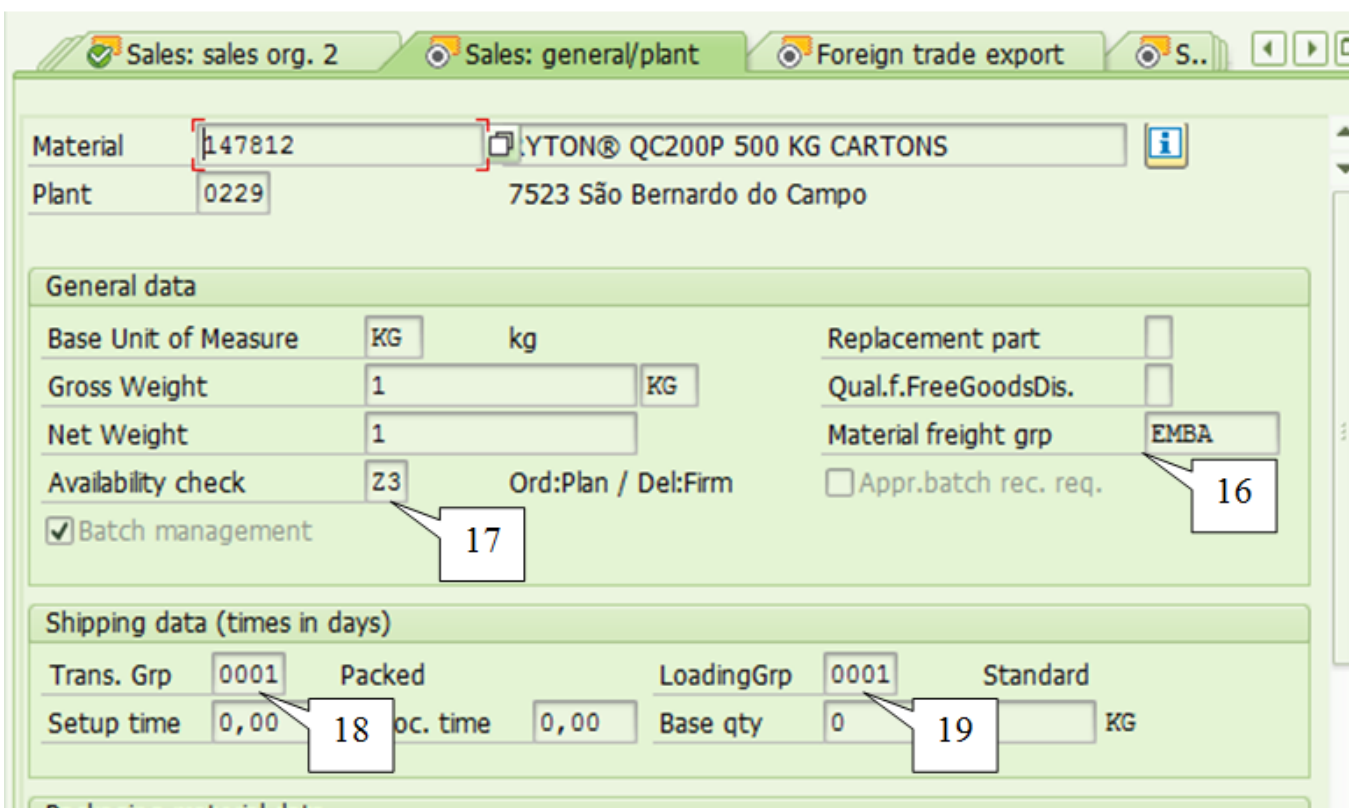 Sales: sales org. 2 Sales: general/plant Foreign trade export S..
Material 147812 YTON® QC200P 500 KG CARTONS
Plant 0229 7523 São Bernardo do Campo
General data
Base Unit of Measure KG kg Replacement part
Gross Weight 1 KG Qual.f.FreeGoodsDis.
Net Weight 1 Material freight grp EMBA
Availability check Z3 Ord:Plan / Del:Firm Appr.batch rec. req. 16
Batch management 17
Shipping data (times in days)
Trans. Grp 0001 Packed LoadingGrp 0001 Standard
Setup time 0,00 18 oc. time 0,00 Base qty 0 19 KG